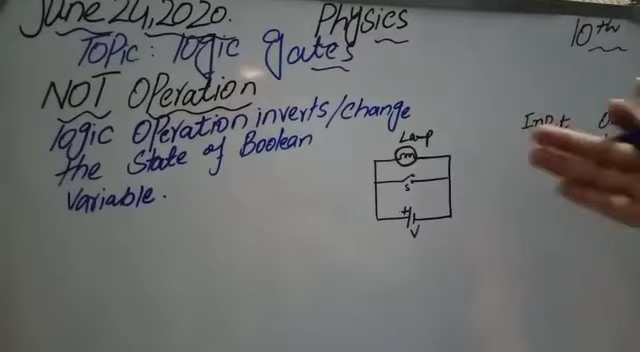 June 24, 2020. Physics 10th
Topic: logic gates
NOT Operation
logic operation inverts/change
the State of Boolean
Variable.
Lamp
S
+
V
Input